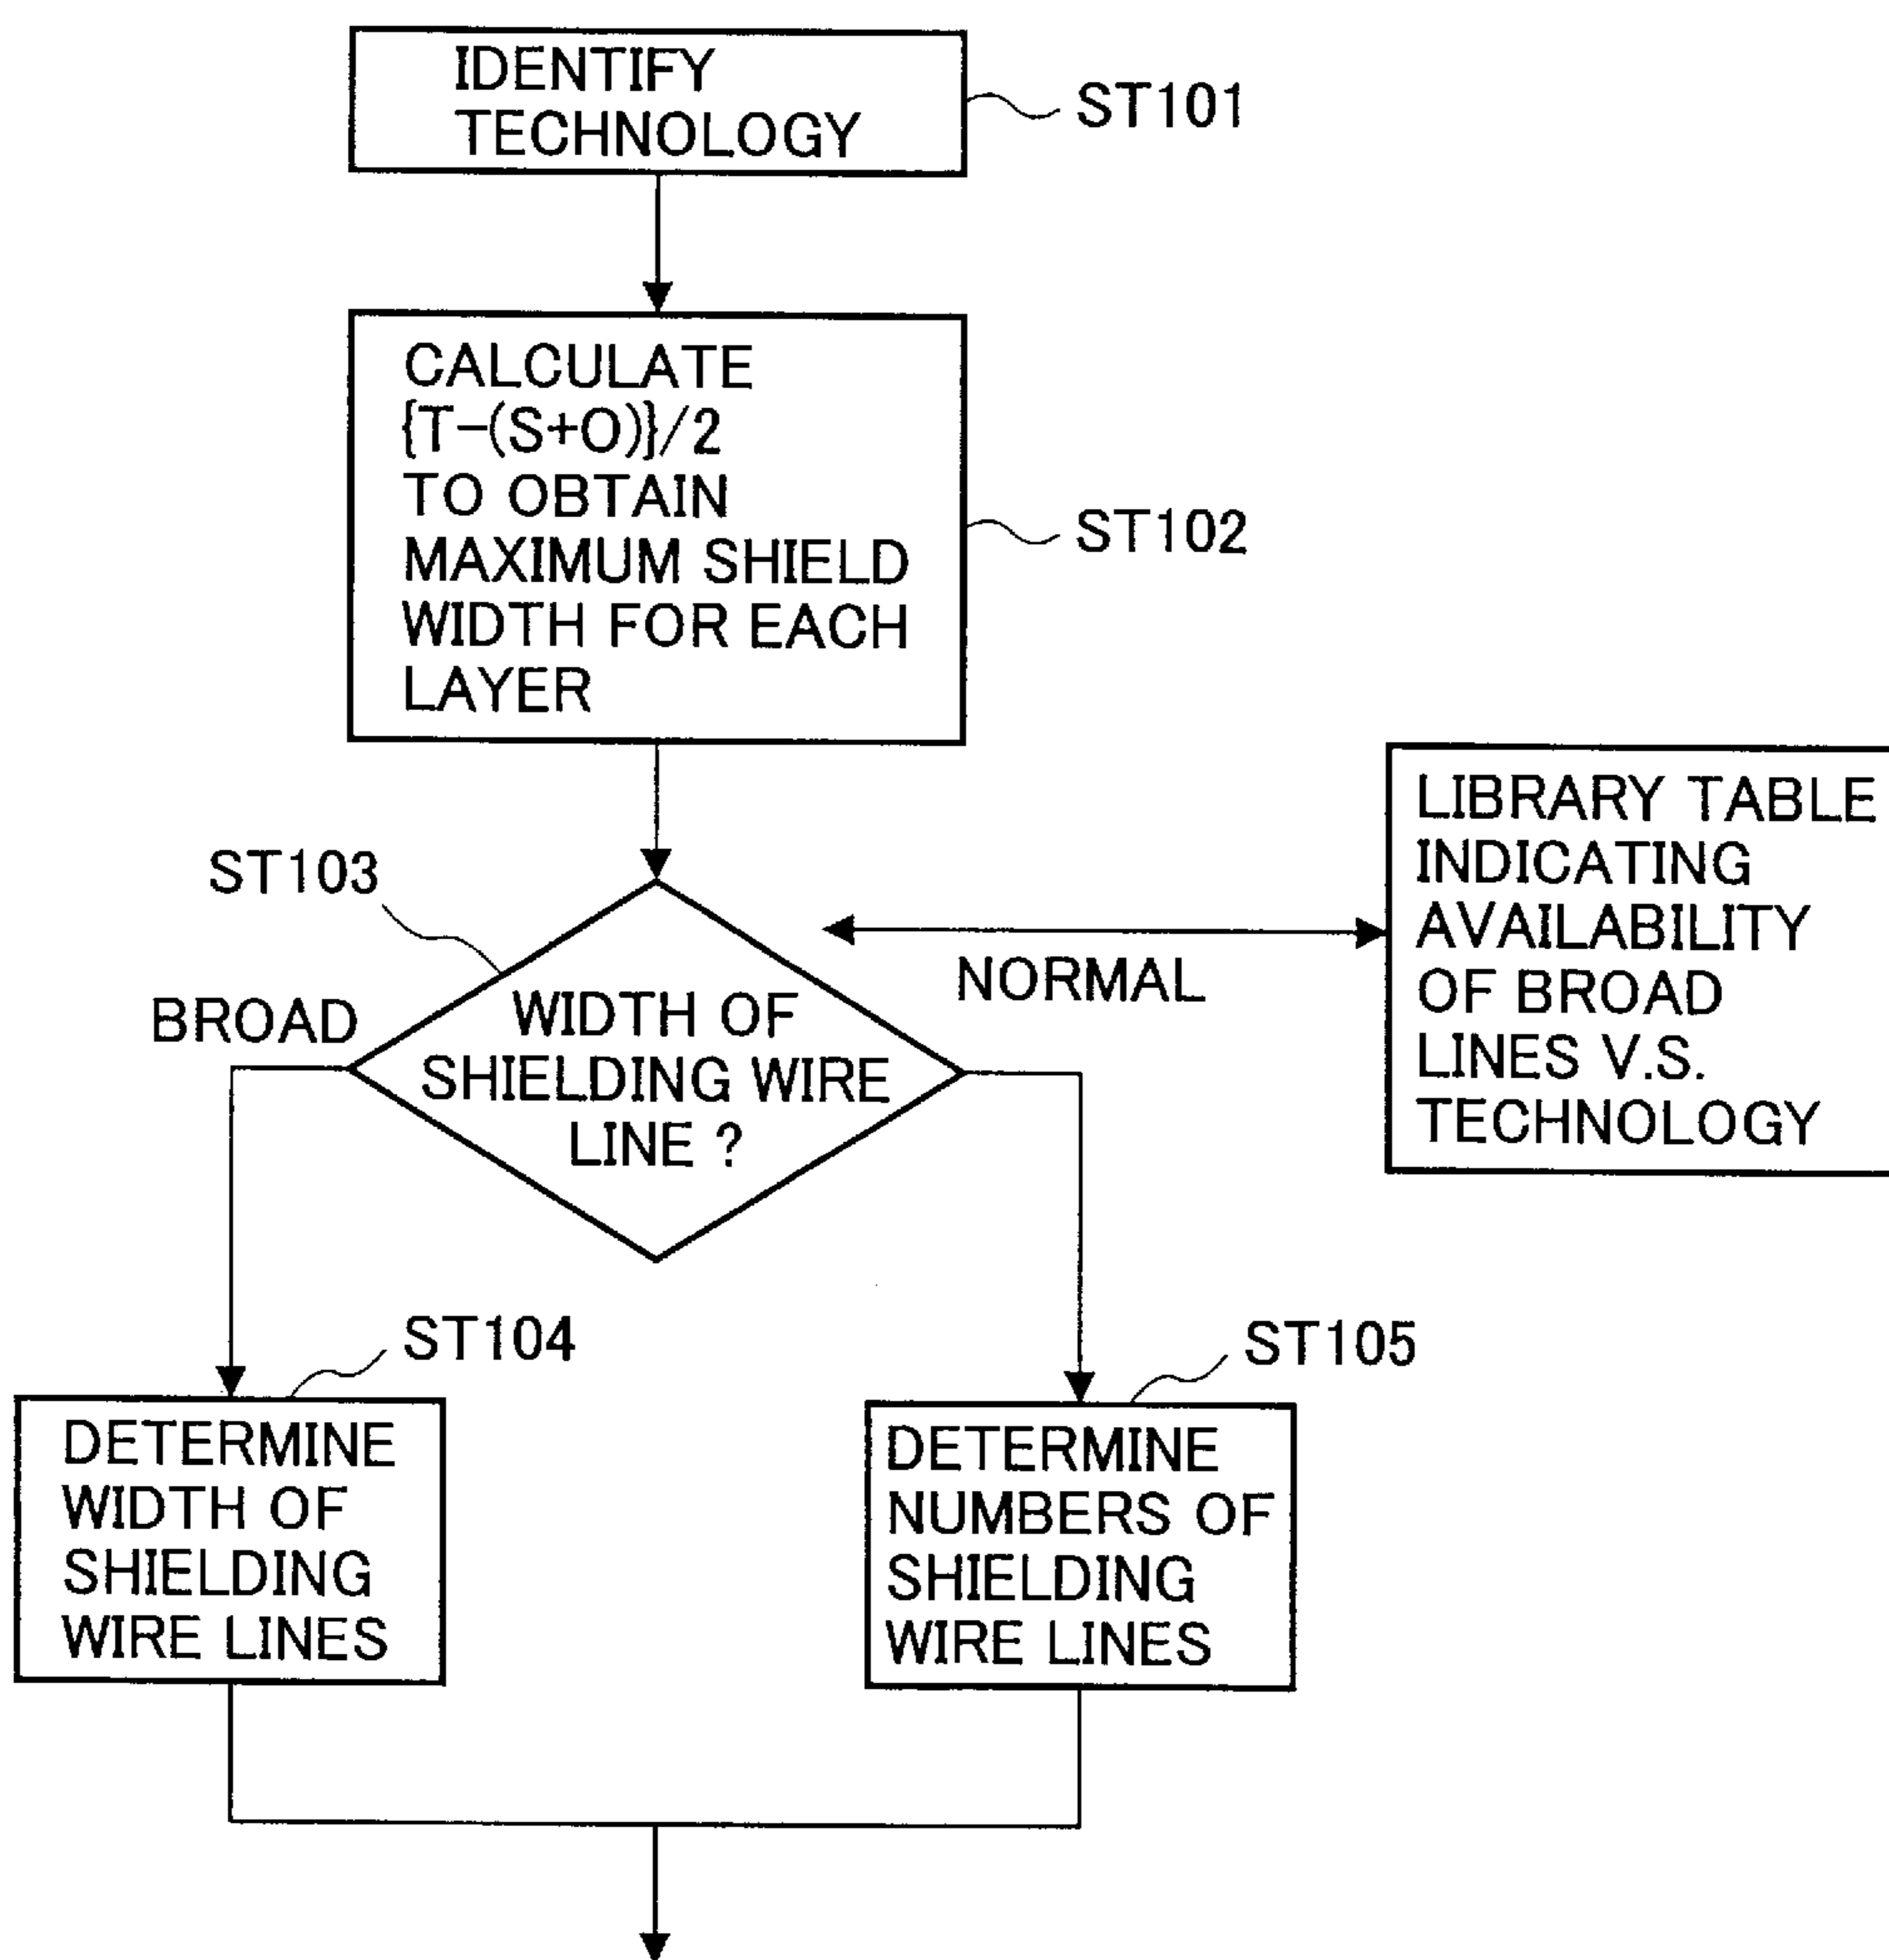 IDENTIFY
TECHNOLOGY
ST101
CALCULATE
{T-(S+O)}/2
TO OBTAIN
MAXIMUM SHIELD
WIDTH FOR EACH
LAYER
ST102
LIBRARY TABLE
INDICATING
AVAILABILITY
OF BROAD
LINES V.S.
TECHNOLOGY
ST103
BROAD
NORMAL
WIDTH OF
SHIELDING WIRE
LINE ?
ST104
DETERMINE
WIDTH OF
SHIELDING
WIRE LINES
ST105
DETERMINE
NUMBERS OF
SHIELDING
WIRE LINES